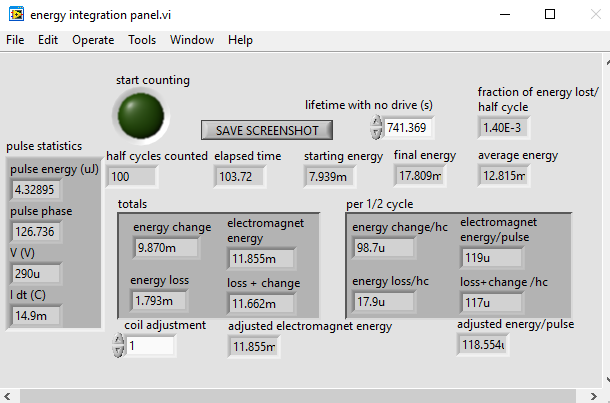 energy integration panel.vi
File Edit Operate Tools Window Help
start counting
lifetime with no drive (s)
741.369
fraction of energy lost/
half cycle
1.40E-3
SAVE SCREENSHOT
pulse statistics
pulse energy (uJ)
4.32895
pulse phase
126.736
V (V)
290u
I dt (C)
14.9m
half cycles counted
100
elapsed time
103.72
starting energy
7.939m
final energy
17.809m
average energy
12.815m
totals
energy change
9.870m
electromagnet
energy
11.855m
energy loss
1.793m
loss + change
11.662m
per 1/2 cycle
energy change/hc
98.7u
electromagnet
energy/pulse
119u
energy loss/hc
17.9u
loss+change /hc
117u
coil adjustment
1
adjusted electromagnet energy
11.855m
adjusted energy/pulse
118.554u